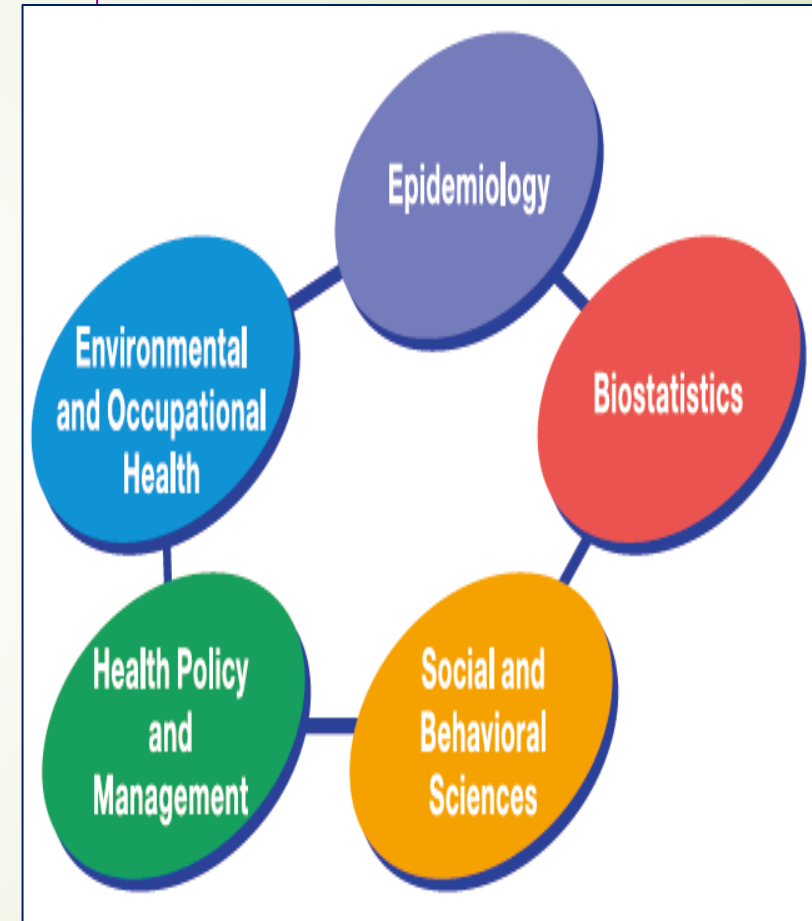 Epidemiology
Biostatistics
Environmental
and Occupational
Health
Health Policy
and
Management
Social and
Behavioral
Sciences